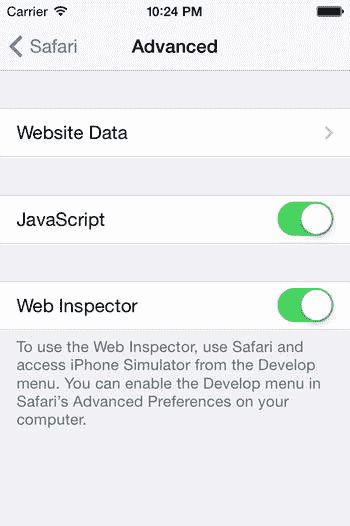 Carrier 10:24 PM
Safari Advanced
Website Data
JavaScript
Web Inspector
To use the Web Inspector, use Safari and
access iPhone Simulator from the Develop
menu. You can enable the Develop menu in
Safari's Advanced Preferences on your
computer.